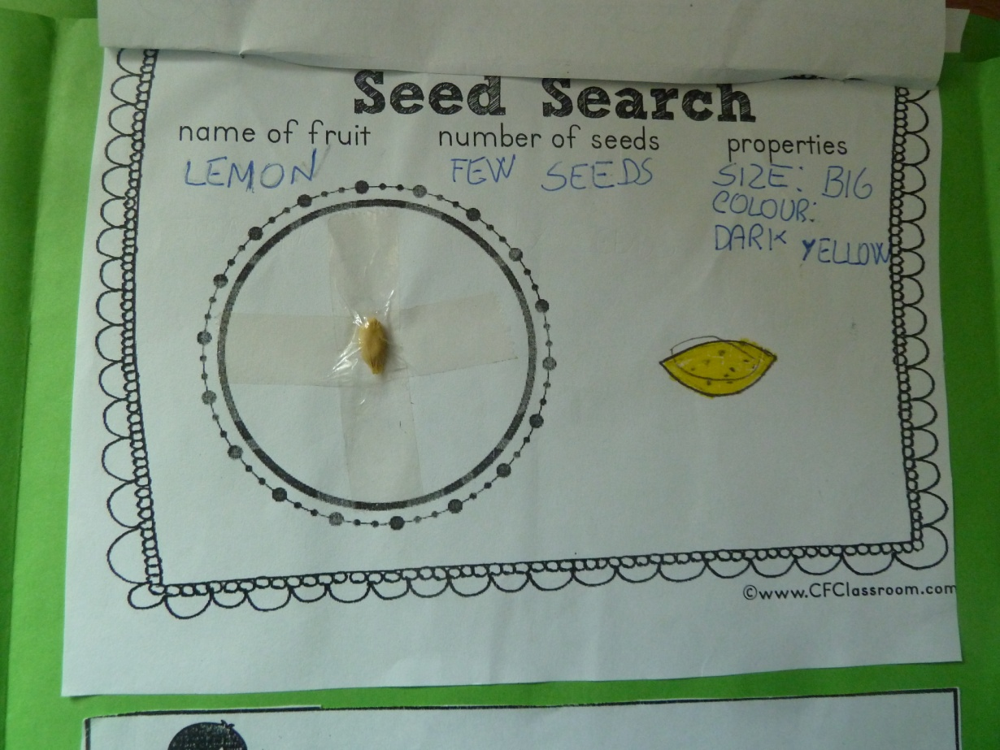 Seed Search
name of fruit number of seeds properties
LEMON FEW SEEDS SIZE: BIG
COLOUR:
DARK YELLOW
©www.CFClassroom.com